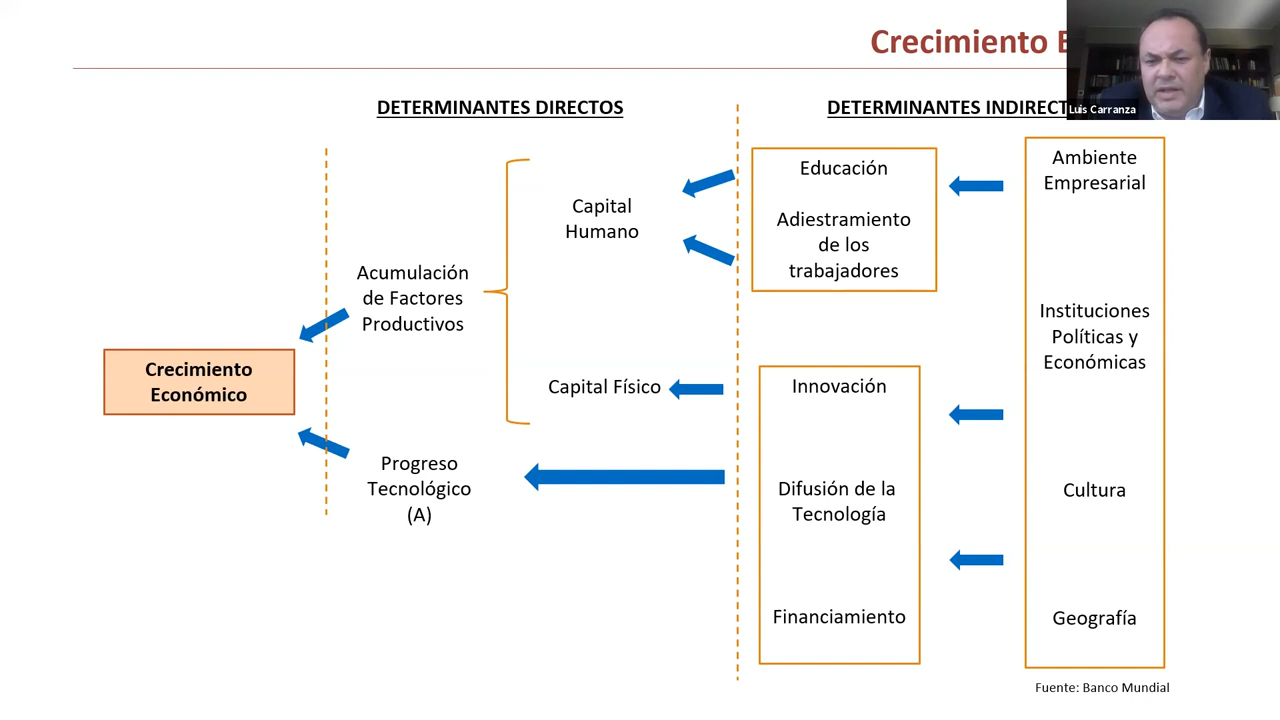 Crecimiento
Luis Carranza
DETERMINANTES DIRECTOS
DETERMINANTES
Capital
Humano
Acumulación
de Factores
Productivos
Capital Físico
Crecimiento
Económico
Progreso
Tecnológico
(A)
Educación
Adiestramiento
de los
trabajadores
Innovación
Difusión de la
Tecnología
Financiamiento
Ambiente
Empresarial
Instituciones
Políticas y
Económicas
Cultura
Geografía
Fuente: Banco Mundial